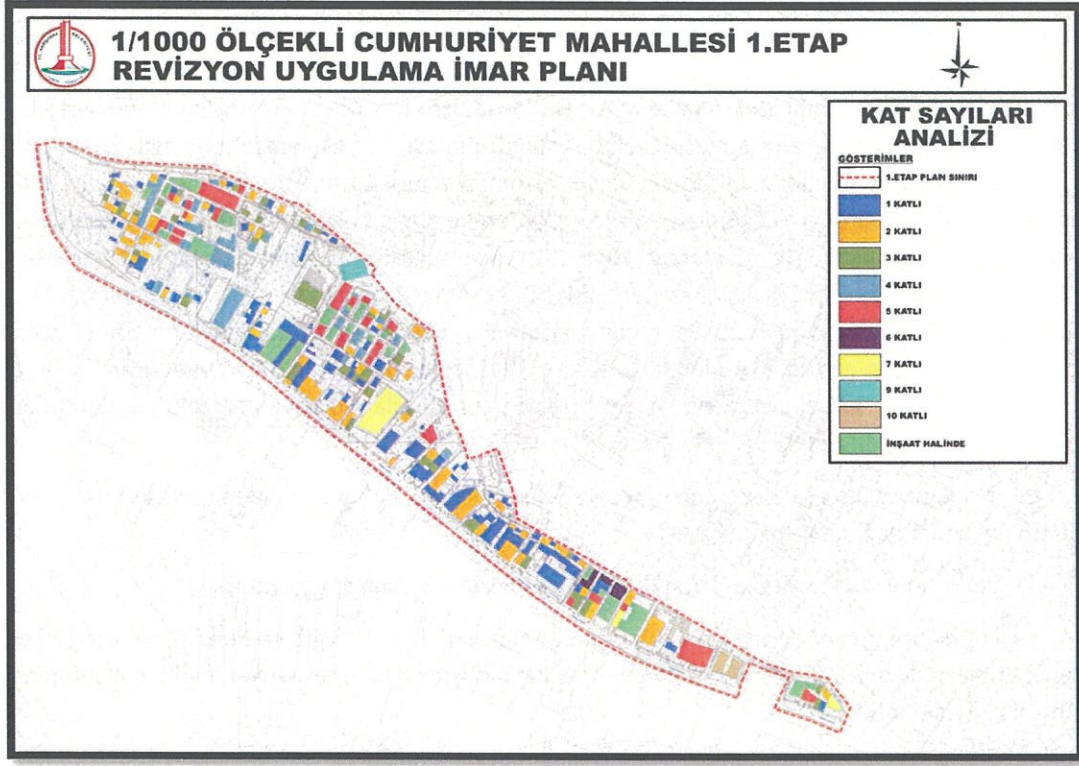 1/1000 ÖLÇEKLİ CUMHURİYET MAHALLESİ 1.ETAP
REVİZYON UYGULAMA İMAR PLANI
KAT SAYILARI
ANALİZİ
GÖSTERİMLER
1.ETAP PLAN SINIRI
1 KATLI
2 KATLI
3 KATLI
4 KATLI
5 KATLI
6 KATLI
7 KATLI
9 KATLI
10 KATLI
İNŞAAT HALİNDE